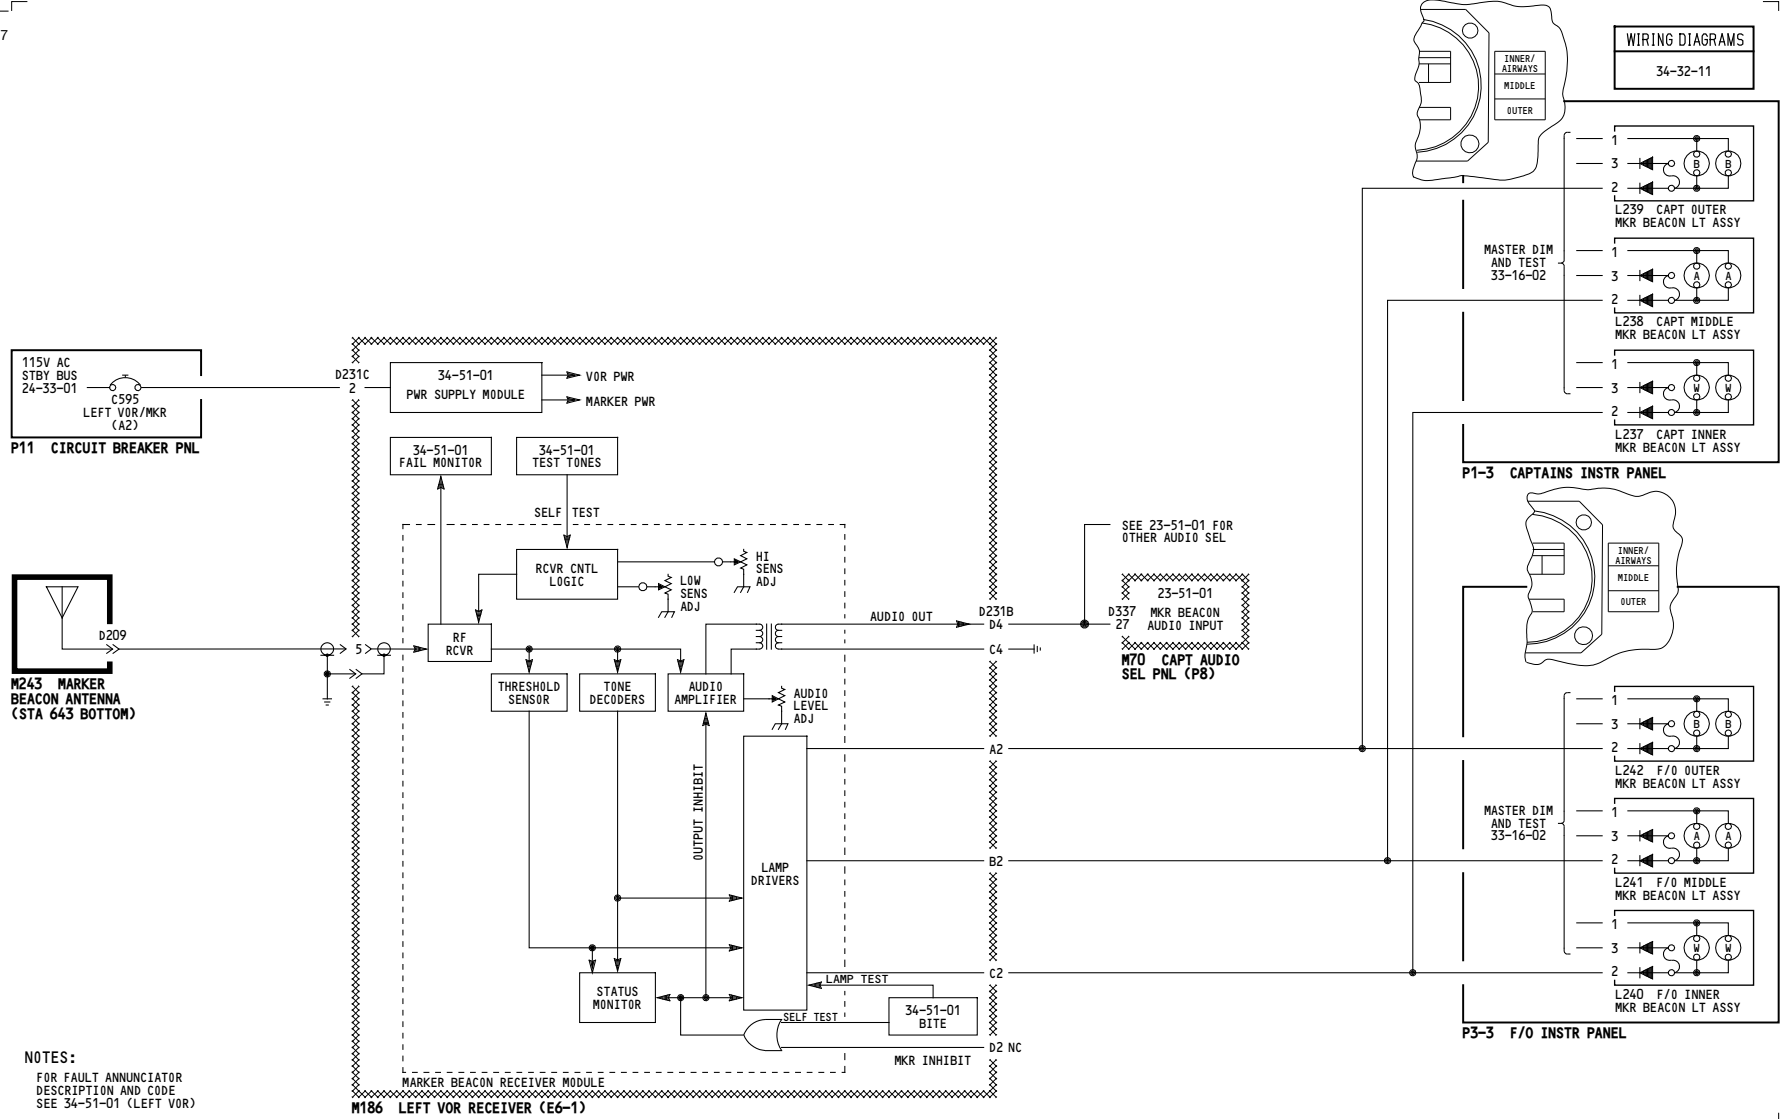 7
WIRING DIAGRAMS
34-32-11
INNER/
AIRWAYS
MIDDLE
OUTER
1
3
2
B
B
L239 CAPT OUTER
MKR BEACON LT ASSY
MASTER DIM
AND TEST
33-16-02
1
3
2
A
A
L238 CAPT MIDDLE
MKR BEACON LT ASSY
1
3
2
W
W
L237 CAPT INNER
MKR BEACON LT ASSY
P1-3 CAPTAINS INSTR PANEL
115V AC
STBY BUS
24-33-01
C595
LEFT VOR/MKR
(A2)
P11 CIRCUIT BREAKER PNL
D231C
2
34-51-01
PWR SUPPLY MODULE
VOR PWR
MARKER PWR
34-51-01
FAIL MONITOR
34-51-01
TEST TONES
SELF TEST
RCVR CNTL
LOGIC
HI
SENS
ADJ
LOW
SENS
ADJ
SEE 23-51-01 FOR
OTHER AUDIO SEL
23-51-01
MKR BEACON
AUDIO INPUT
D337
27
M70 CAPT AUDIO
SEL PNL (P8)
AUDIO OUT
D231B
D4
C4
D209
M243 MARKER
BEACON ANTENNA
(STA 643 BOTTOM)
5
RF
RCVR
THRESHOLD
SENSOR
TONE
DECODERS
AUDIO
AMPLIFIER
AUDIO
LEVEL
ADJ
OUTPUT INHIBIT
LAMP
DRIVERS
A2
B2
C2
STATUS
MONITOR
LAMP TEST
34-51-01
BITE
SELF TEST
D2 NC
MKR INHIBIT
MARKER BEACON RECEIVER MODULE
M186 LEFT VOR RECEIVER (E6-1)
INNER/
AIRWAYS
MIDDLE
OUTER
1
3
2
B
B
L242 F/O OUTER
MKR BEACON LT ASSY
MASTER DIM
AND TEST
33-16-02
1
3
2
A
A
L241 F/O MIDDLE
MKR BEACON LT ASSY
1
3
2
W
W
L240 F/O INNER
MKR BEACON LT ASSY
P3-3 F/O INSTR PANEL
NOTES:
FOR FAULT ANNUNCIATOR
DESCRIPTION AND CODE
SEE 34-51-01 (LEFT VOR)